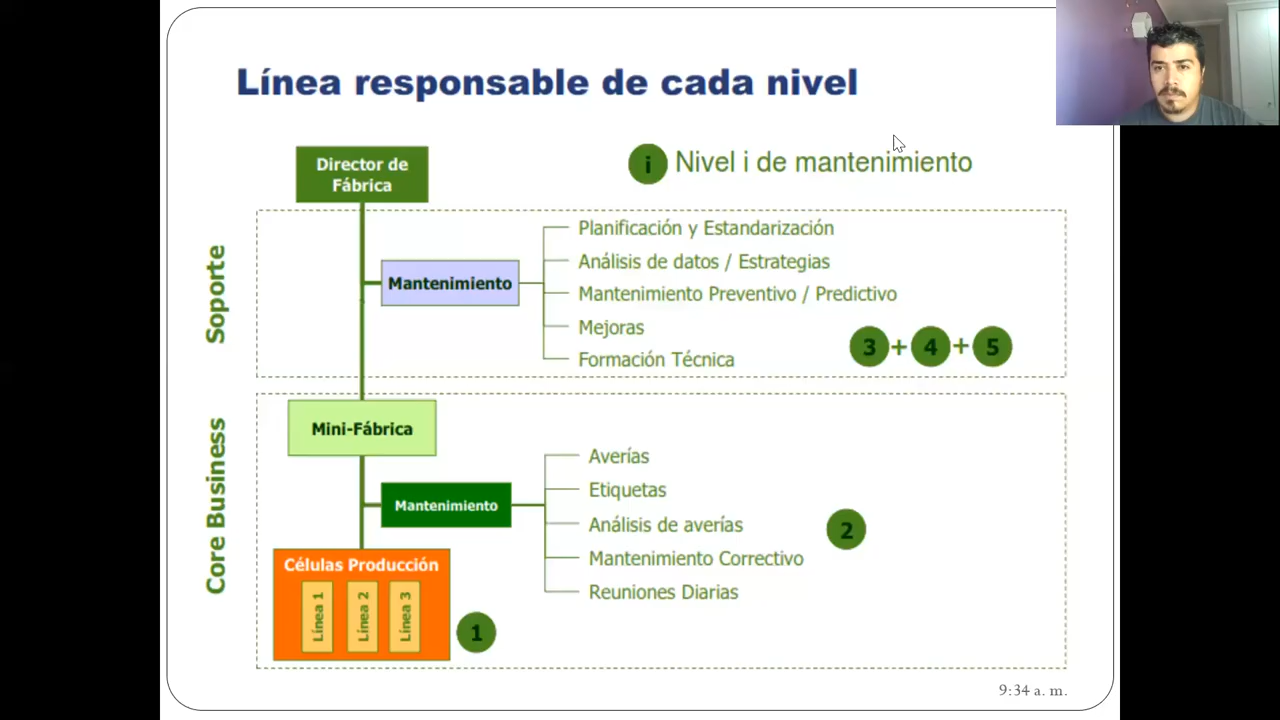 Línea responsable de cada nivel
Director de
Fábrica
i Nivel i de mantenimiento
Soporte
Mantenimiento
Planificación y Estandarización
Análisis de datos / Estrategias
Mantenimiento Preventivo / Predictivo
Mejoras
Formación Técnica
3 + 4 + 5
Core Business
Mini-Fábrica
Mantenimiento
Averías
Etiquetas
Análisis de averías
Mantenimiento Correctivo
Reuniones Diarias
2
Células Producción
Línea 1
Línea 2
Línea 3
1
9:34 a. m.